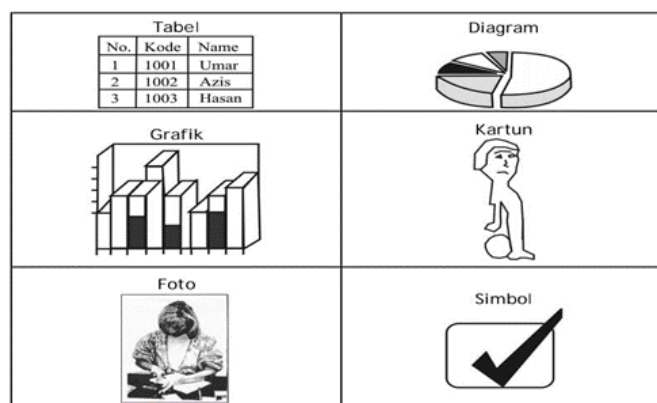 Tabel
No. Kode Name
1 1001 Umar
2 1002 Azis
3 1003 Hasan
Diagram
Grafik
Kartun
Foto
Simbol